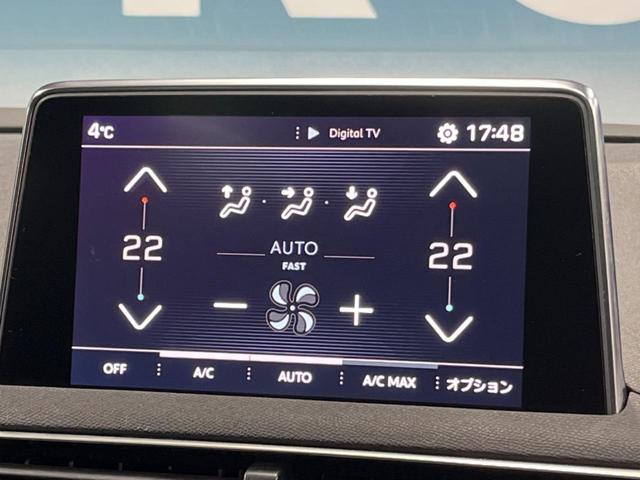 4°C
Digital TV
17:48
22
22
AUTO
FAST
OFF
A/C
AUTO
A/C MAX
オプション